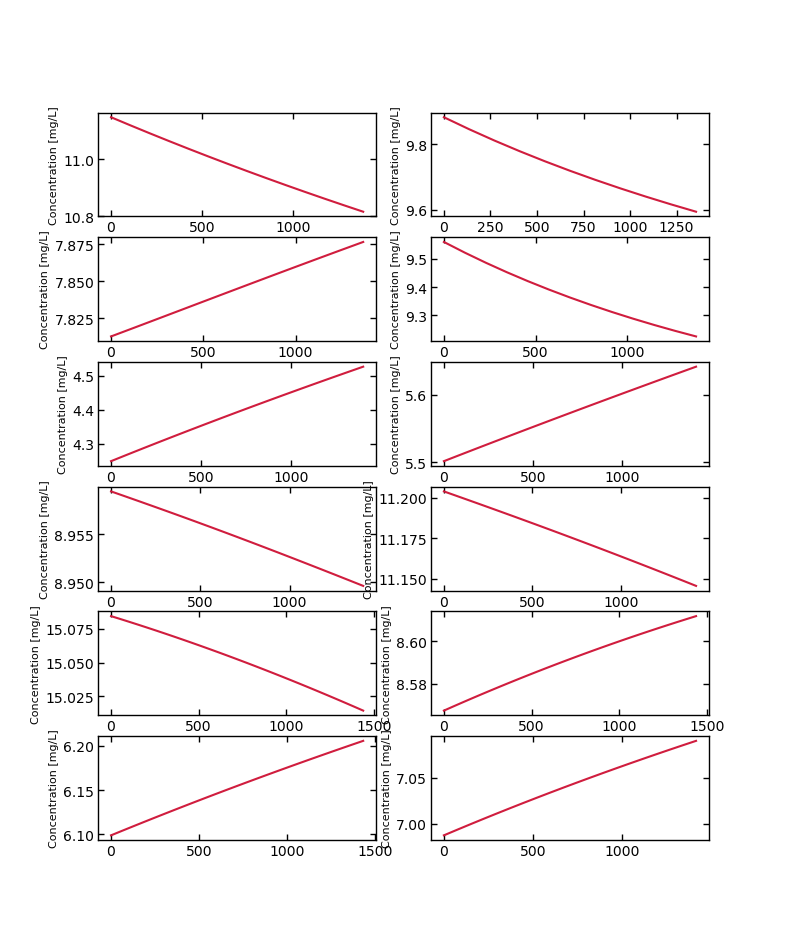 Concentration [mg/L]
11.0
10.8
0 500 1000
Concentration [mg/L]
9.8
9.6
0 250 500 750 1000 1250
Concentration [mg/L]
7.875
7.850
7.825
0 500 1000
Concentration [mg/L]
9.5
9.4
9.3
0 500 1000
Concentration [mg/L]
4.5
4.4
4.3
0 500 1000
Concentration [mg/L]
5.6
5.5
0 500 1000
Concentration [mg/L]
8.955
8.950
0 500 1000
Concentration [mg/L]
11.200
11.175
11.150
0 500 1000
Concentration [mg/L]
15.075
15.050
15.025
0 500 1000 1500
Concentration [mg/L]
8.60
8.58
0 500 1000 1500
Concentration [mg/L]
6.20
6.15
6.10
0 500 1000 1500
Concentration [mg/L]
7.05
7.00
0 500 1000